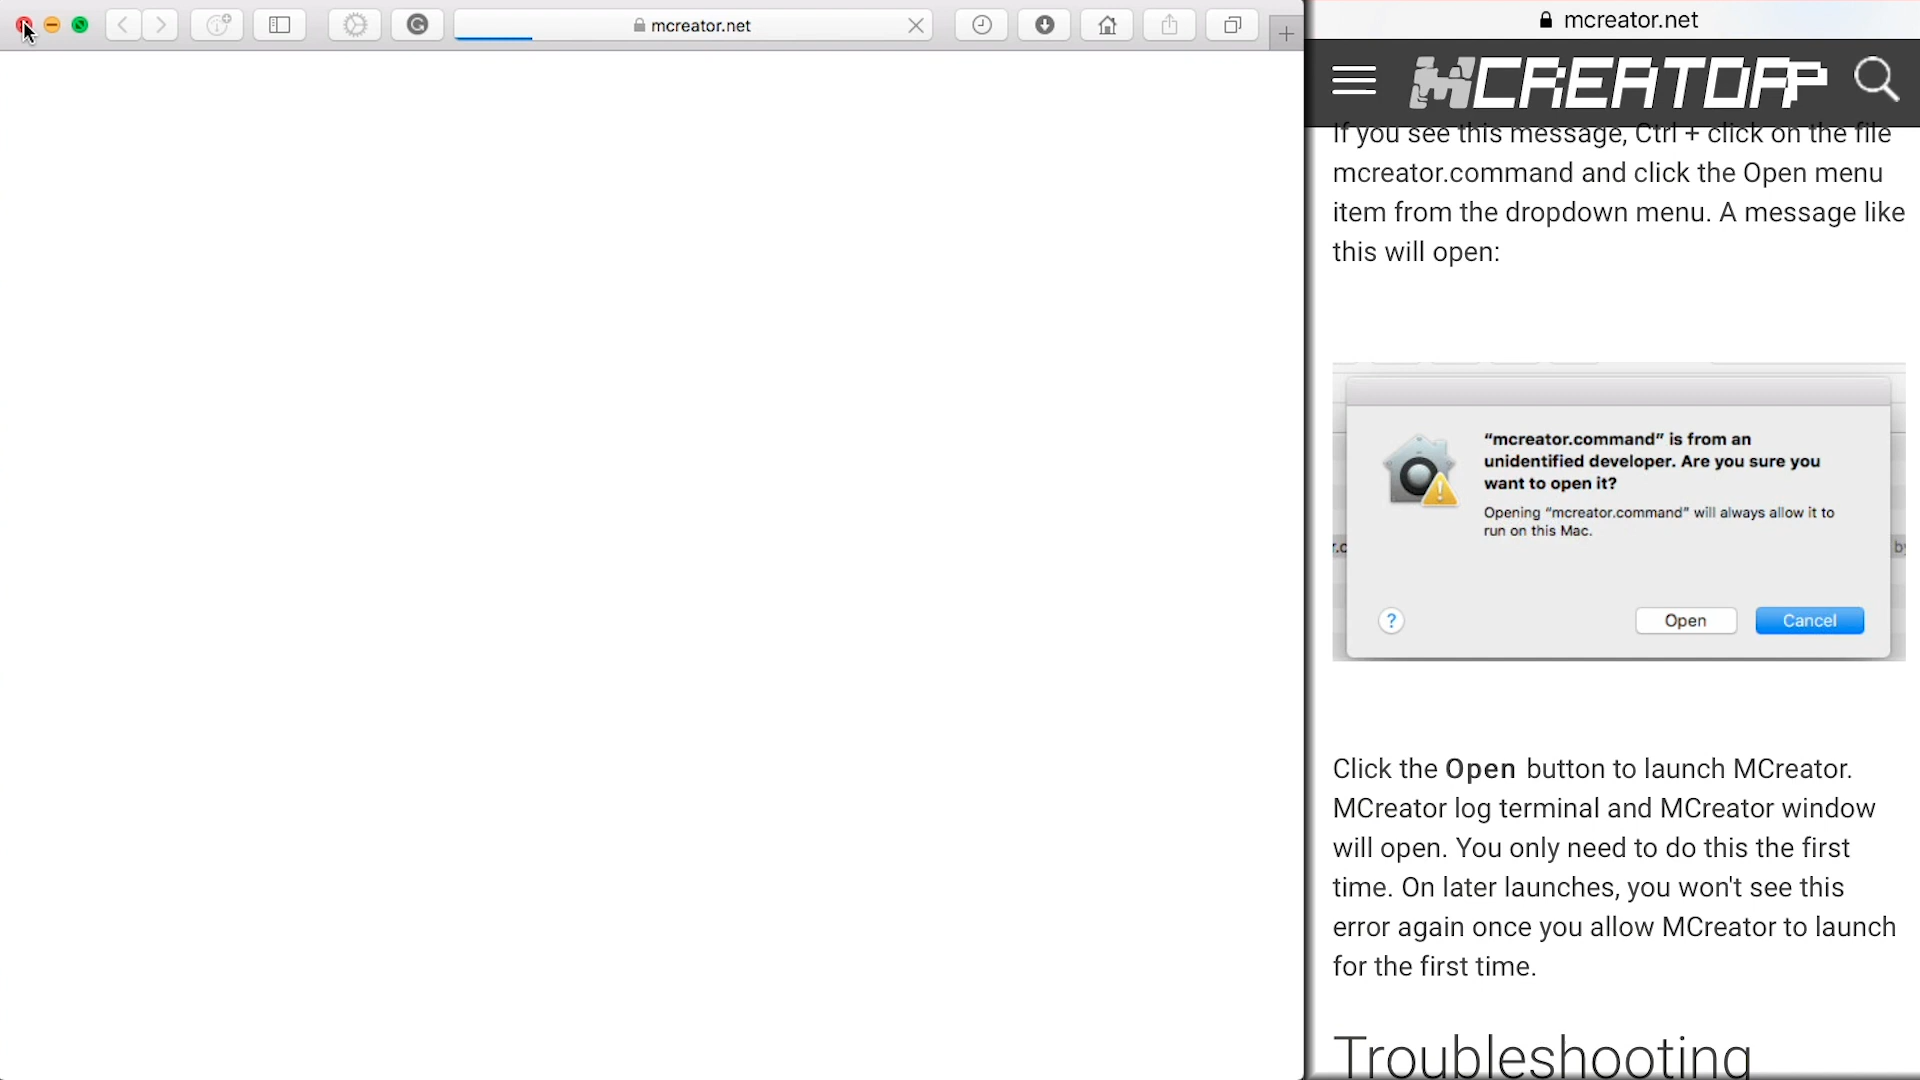 mcreator.net
mcreator.net
MCREATOR
If you see this message, Ctrl + click on the file
mcreator.command and click the Open menu
item from the dropdown menu. A message like
this will open:
“mcreator.command” is from an
unidentified developer. Are you sure you
want to open it?
Opening “mcreator.command” will always allow it to
run on this Mac.
? Open Cancel
Click the Open button to launch MCreator.
MCreator log terminal and MCreator window
will open. You only need to do this the first
time. On later launches, you won't see this
error again once you allow MCreator to launch
for the first time.
Troubleshooting